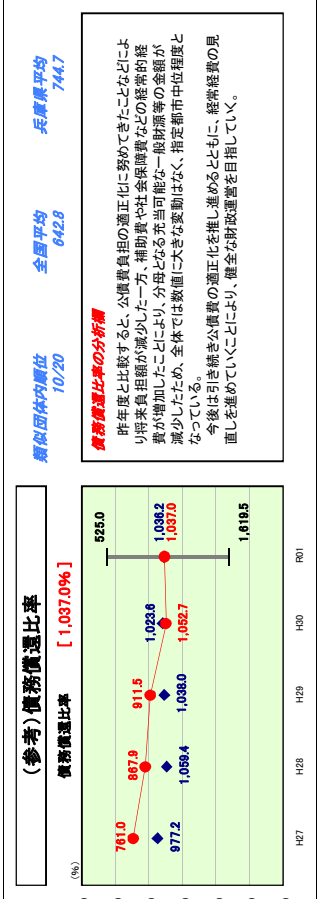 (参考)債務償還比率
債務償還比率 [ 1,037.0% ]
類似団体内順位
10/20
全国平均
642.8
兵庫県平均
744.7
(%)
761.0
867.9
911.5
1,052.7
1,037.0
977.2
1,059.4
1,038.0
1,023.6
1,036.2
525.0
1,619.5
H27
H28
H29
H30
R01
債務償還比率の分析欄
昨年度と比較すると、公債費負担の適正化に努めてきたことなどによ
り将来負担額が減少した一方、補助費や社会保障費などの経常的経
費が増加したことにより、分母となる充当可能な一般財源等の金額が
減少したため、全体では数値に大きな変動はなく、指定都市中位程度と
なっている。
今後は引き続き公債費の適正化を推し進めるとともに、経常経費の見
直しを進めていくことにより、健全な財政運営を目指していく。